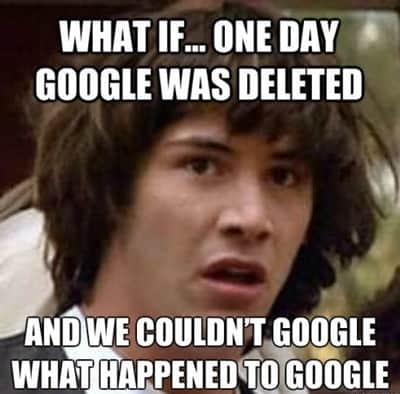 WHAT IF... ONE DAY
GOOGLE WAS DELETED
AND WE COULDN'T GOOGLE
WHAT HAPPENED TO GOOGLE